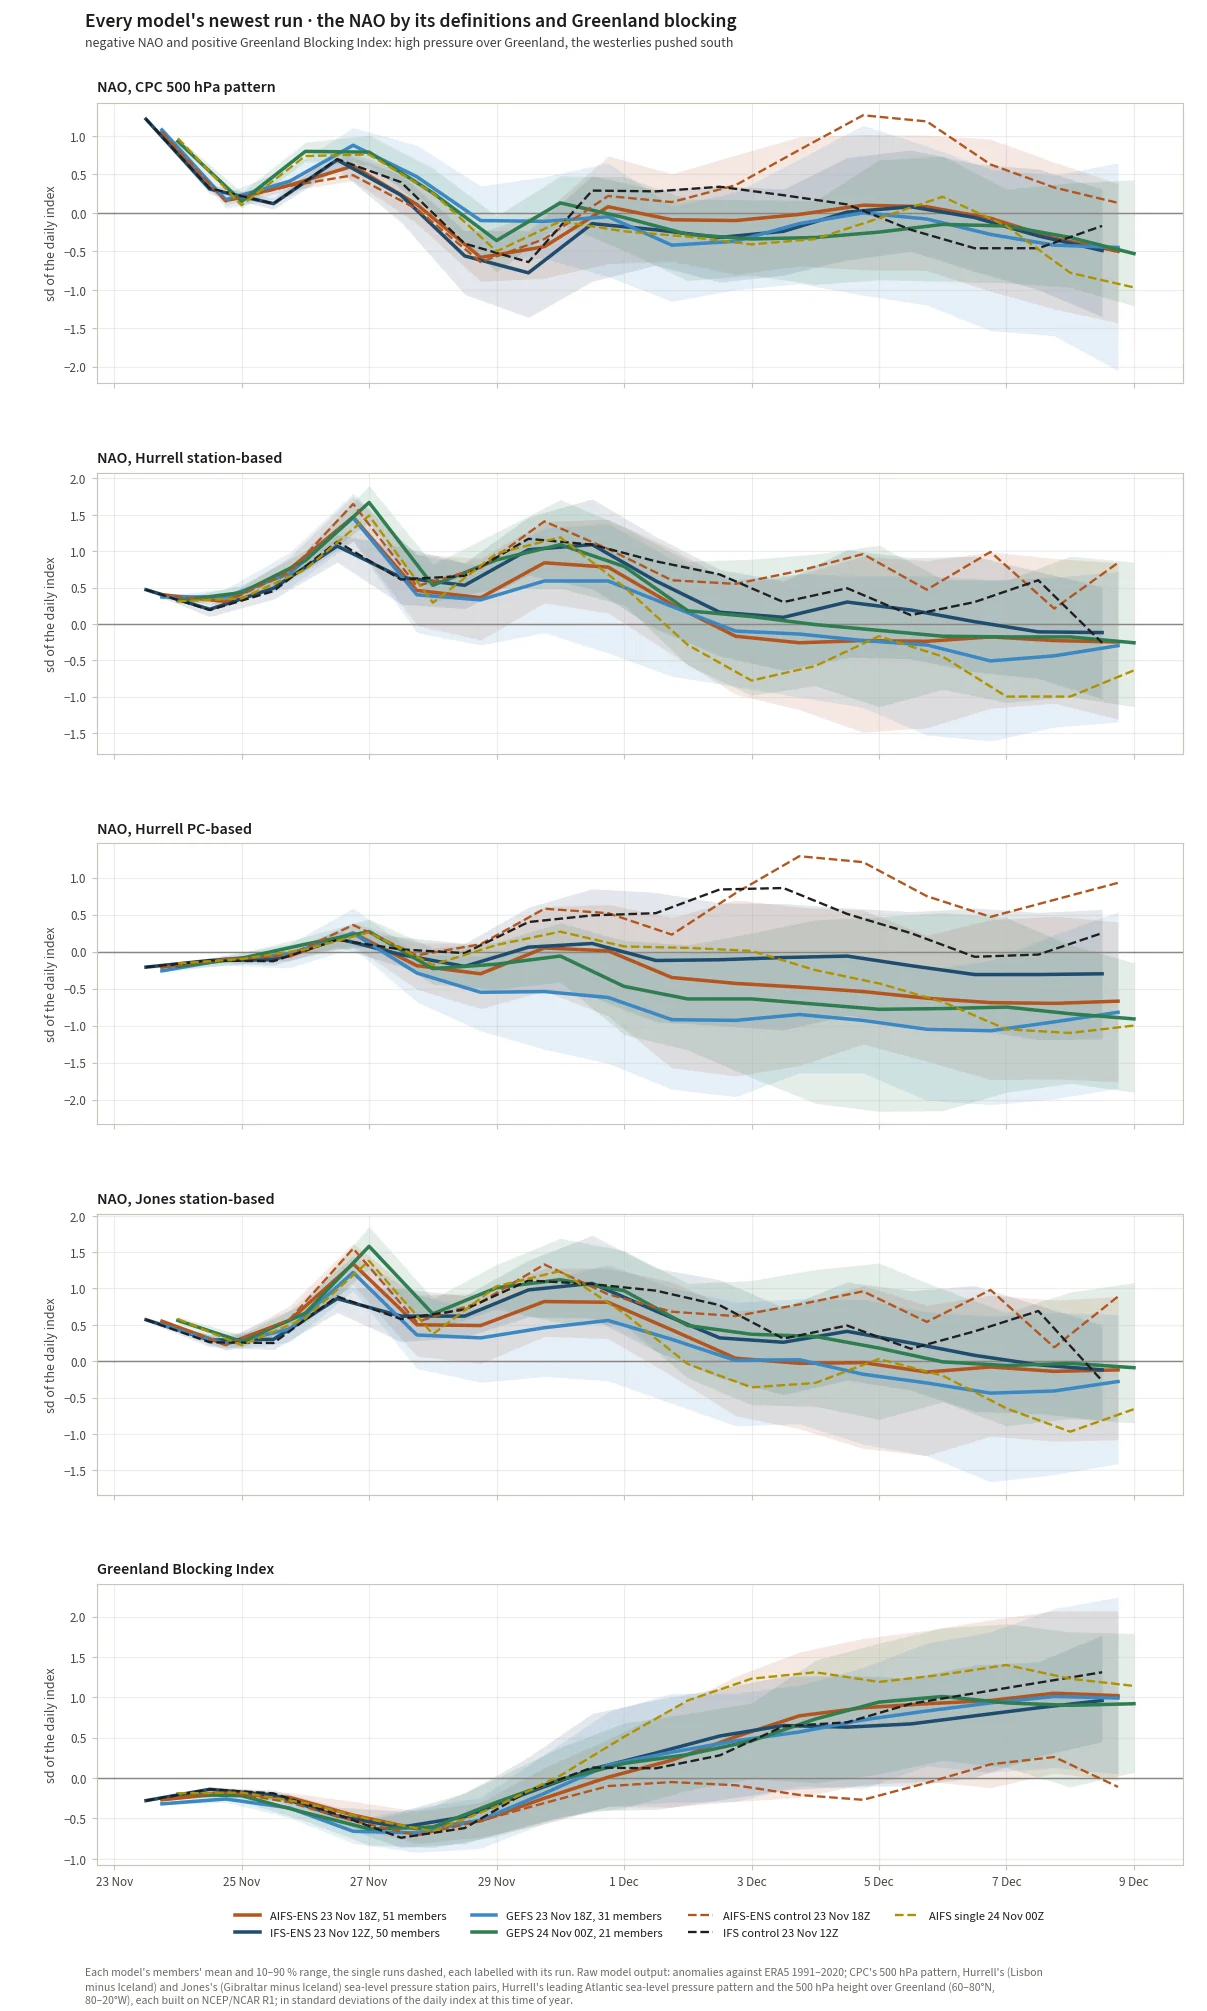 Every model's newest run · the NAO by its definitions and Greenland blocking
negative NAO and positive Greenland Blocking Index: high pressure over Greenland, the westerlies pushed south
NAO, CPC 500 hPa pattern
sd of the daily index
1.0
0.5
0.0
−0.5
−1.0
−1.5
−2.0
NAO, Hurrell station-based
sd of the daily index
2.0
1.5
1.0
0.5
0.0
−0.5
−1.0
−1.5
NAO, Hurrell PC-based
sd of the daily index
1.0
0.5
0.0
−0.5
−1.0
−1.5
−2.0
NAO, Jones station-based
sd of the daily index
2.0
1.5
1.0
0.5
0.0
−0.5
−1.0
−1.5
Greenland Blocking Index
sd of the daily index
2.0
1.5
1.0
0.5
0.0
−0.5
−1.0
23 Nov 25 Nov 27 Nov 29 Nov 1 Dec 3 Dec 5 Dec 7 Dec 9 Dec
AIFS-ENS 23 Nov 18Z, 51 members GEFS 23 Nov 18Z, 31 members AIFS-ENS control 23 Nov 18Z AIFS single 24 Nov 00Z
IFS-ENS 23 Nov 12Z, 50 members GEPS 24 Nov 00Z, 21 members IFS control 23 Nov 12Z
Each model's members' mean and 10–90 % range, the single runs dashed, each labelled with its run. Raw model output: anomalies against ERA5 1991–2020; CPC's 500 hPa pattern, Hurrell's (Lisbon
minus Iceland) and Jones's (Gibraltar minus Iceland) sea-level pressure station pairs, Hurrell's leading Atlantic sea-level pressure pattern and the 500 hPa height over Greenland (60–80°N,
80–20°W), each built on NCEP/NCAR R1; in standard deviations of the daily index at this time of year.